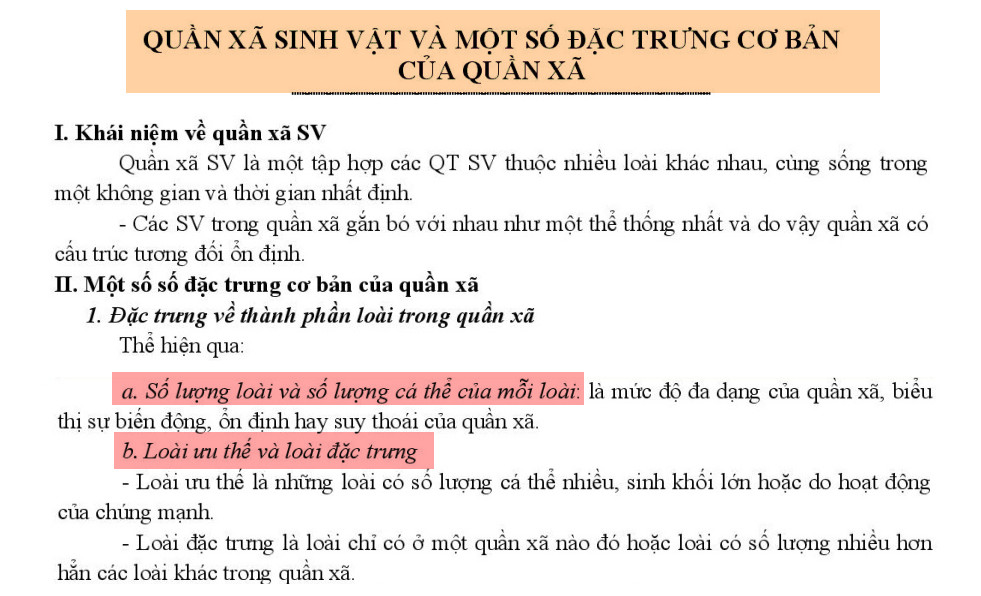 QUẦN XÃ SINH VẬT VÀ MỘT SỐ ĐẶC TRƯNG CƠ BẢN
CỦA QUẦN XÃ
I. Khái niệm về quần xã SV
Quần xã SV là một tập hợp các QT SV thuộc nhiều loài khác nhau, cùng sống trong
một không gian và thời gian nhất định.
- Các SV trong quần xã gắn bó với nhau như một thể thống nhất và do vậy quần xã có
cấu trúc tương đối ổn định.
II. Một số số đặc trưng cơ bản của quần xã
1. Đặc trưng về thành phần loài trong quần xã
Thể hiện qua:
a. Số lượng loài và số lượng cá thể của mỗi loài: là mức độ đa dạng của quần xã, biểu
thị sự biến động, ổn định hay suy thoái của quần xã.
b. Loài ưu thế và loài đặc trưng
- Loài ưu thế là những loài có số lượng cá thể nhiều, sinh khối lớn hoặc do hoạt động
của chúng mạnh.
- Loài đặc trưng là loài chỉ có ở một quần xã nào đó hoặc loài có số lượng nhiều hơn
hẳn các loài khác trong quần xã.